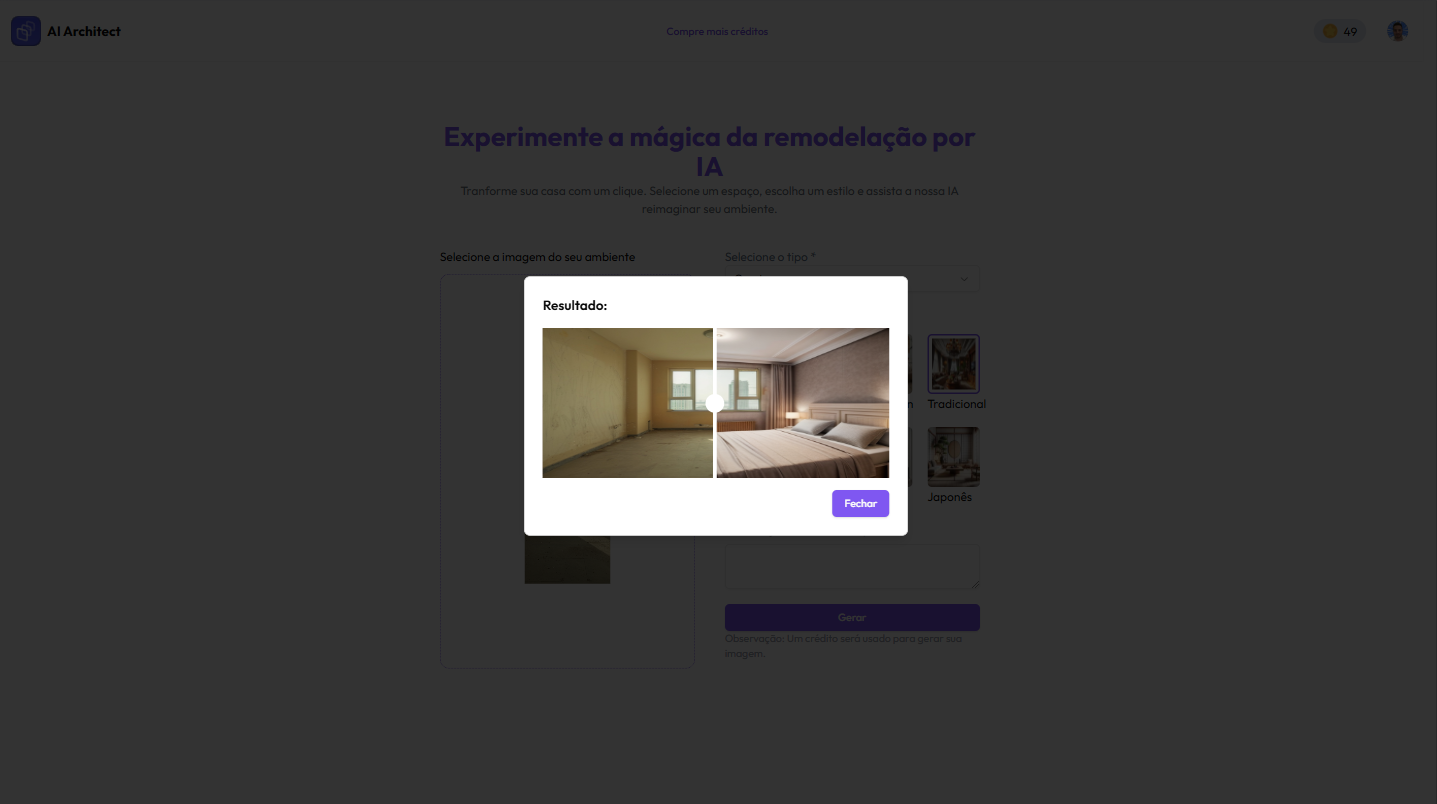 AI Architect
Compre mais créditos
49
Experimente a mágica da remodelação por
IA
Tranforme sua casa com um clique. Selecione um espaço, escolha um estilo e assista a nossa IA
reimaginar seu ambiente.
Selecione a imagem do seu ambiente
Selecione o tipo *
Resultado:
Tradicional
Japonês
Fechar
Gerar
Observação: Um crédito será usado para gerar sua
imagem.